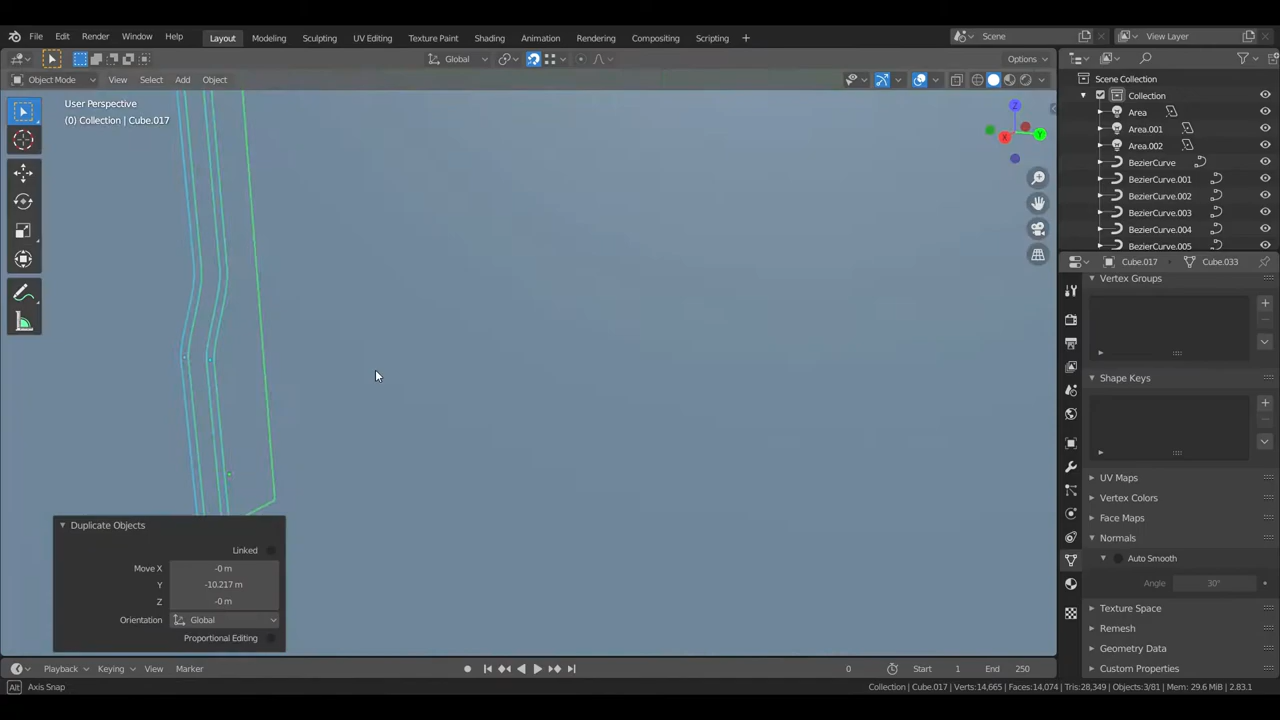 File Edit Render Window Help
Layout Modeling Sculpting UV Editing Texture Paint Shading Animation Rendering Compositing Scripting +
Scene View Layer
Global Options
Object Mode View Select Add Object
User Perspective
(0) Collection | Cube.017
Z
Y
X
Scene Collection
Collection
Area
Area.001
Area.002
BezierCurve
BezierCurve.001
BezierCurve.002
BezierCurve.003
BezierCurve.004
BezierCurve.005
Cube.017 Cube.033
Vertex Groups
Shape Keys
UV Maps
Vertex Colors
Face Maps
Normals
Auto Smooth
Angle 30°
Texture Space
Remesh
Geometry Data
Custom Properties
Duplicate Objects
Linked
Move X -0 m
Y -10.217 m
Z -0 m
Orientation Global
Proportional Editing
Playback Keying View Marker 0 Start 1 End 250
Alt Axis Snap Collection | Cube.017 | Verts:14,665 | Faces:14,074 | Tris:28,349 | Objects:3/81 | Mem: 29.6 MiB | 2.83.1